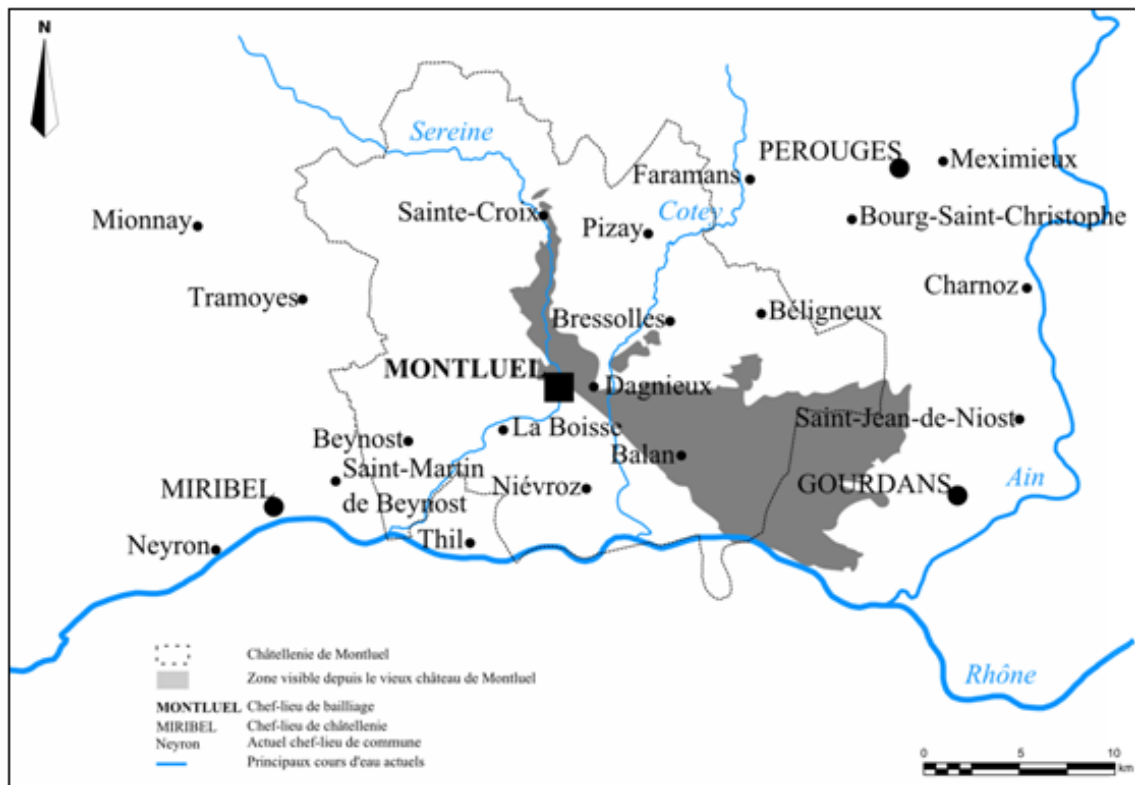 N
Sereine
PEROUGES
Meximieux
Faramans
Mionnay
Sainte-Croix
Cotey
Pizay
Bourg-Saint-Christophe
Tramoyes
Charnoz
Bressolles
Béligneux
MONTLUEL
Dagnieux
Saint-Jean-de-Niost
Beynost
La Boisse
Balan
Saint-Martin
de Beynost
MIRIBEL
Niévroz
GOURDANS
Ain
Neyron
Thil
Rhône
Châtellenie de Montluel
Zone visible depuis le vieux château de Montluel
MONTLUEL Chef-lieu de bailliage
MIRIBEL Chef-lieu de châtellenie
Neyron Actuel chef-lieu de commune
Principaux cours d'eau actuels
0 5 10
km